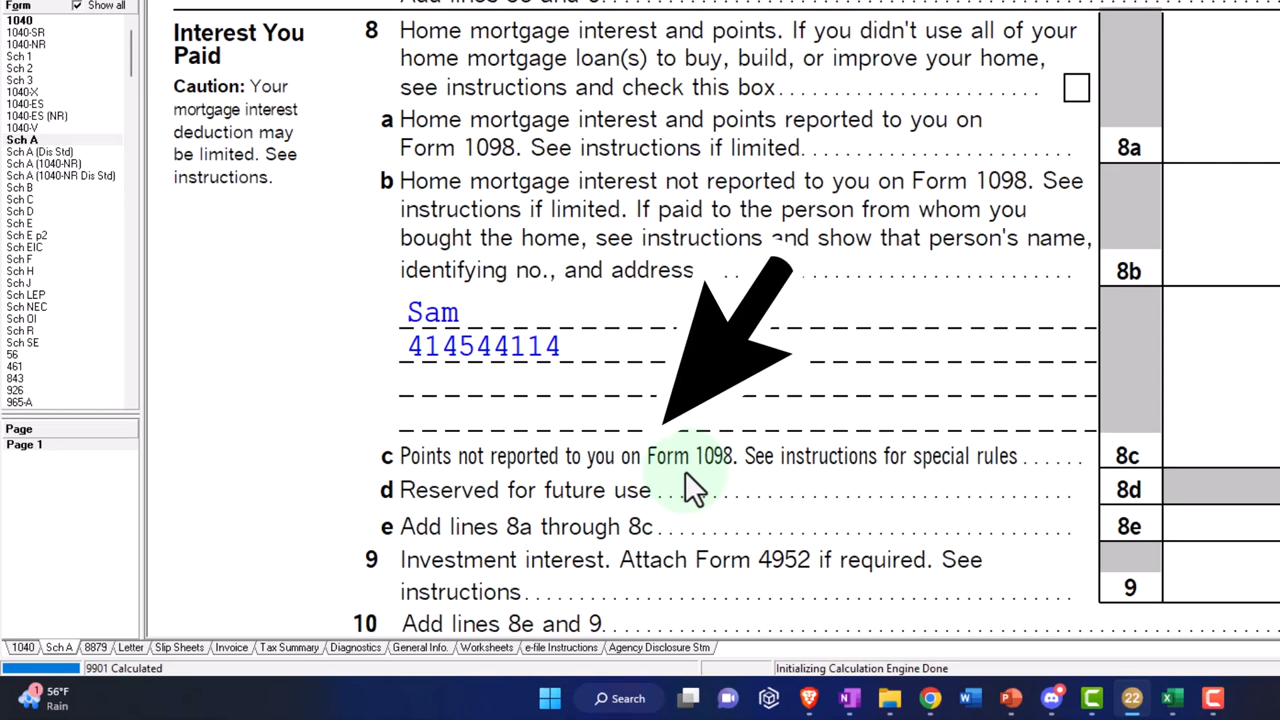 Form
Show all
1040
1040-SR
1040-NR
Sch 1
Sch 2
Sch 3
1040-X
1040-ES
1040-ES (NR)
1040-V
Sch A
Sch A (Dis Std)
Sch A (1040-NR)
Sch A (1040-NR Dis Std)
Sch B
Sch C
Sch D
Sch E
Sch E p2
Sch EIC
Sch F
Sch H
Sch J
Sch LEP
Sch NEC
Sch OI
Sch R
Sch SE
56
461
843
926
965-A
Page
Page 1
Interest You
Paid
Caution: Your
mortgage interest
deduction may
be limited. See
instructions.
8 Home mortgage interest and points. If you didn't use all of your
home mortgage loan(s) to buy, build, or improve your home,
see instructions and check this box
a Home mortgage interest and points reported to you on
Form 1098. See instructions if limited. 8a
b Home mortgage interest not reported to you on Form 1098. See
instructions if limited. If paid to the person from whom you
bought the home, see instructions and show that person's name,
identifying no., and address 8b
Sam
414544114
c Points not reported to you on Form 1098. See instructions for special rules 8c
d Reserved for future use 8d
e Add lines 8a through 8c 8e
9 Investment interest. Attach Form 4952 if required. See
instructions 9
10 Add lines 8e and 9
1040 Sch A 8879 Letter Slip Sheets Invoice Tax Summary Diagnostics General Info. Worksheets e-file Instructions Agency Disclosure Stm
9901 Calculated Initializing Calculation Engine Done
1
56°F
Rain
Search
22